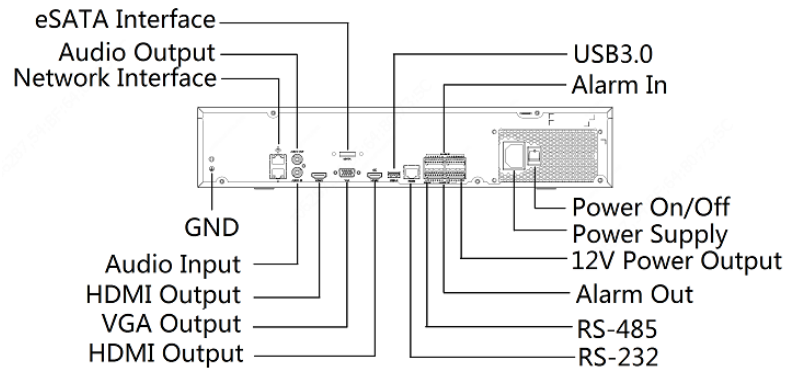 eSATA Interface
Audio Output
Network Interface
USB3.0
Alarm In
GND
Audio Input
HDMI Output
VGA Output
HDMI Output
Power On/Off
Power Supply
12V Power Output
Alarm Out
RS-485
RS-232